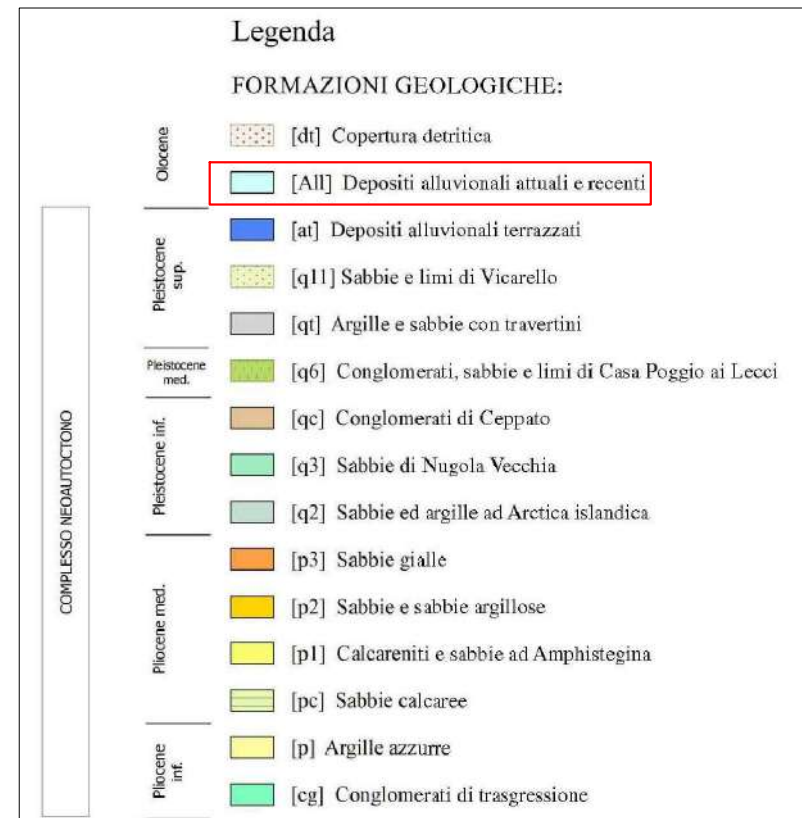 Legenda
FORMAZIONI GEOLOGICHE:
Olocene
[dt] Copertura detritica
[All] Depositi alluvionali attuali e recenti
COMPLESSO NEOAUTOCTONO
Pleistocene
sup.
[at] Depositi alluvionali terrazzati
[q11] Sabbie e limi di Vicarello
[qt] Argille e sabbie con travertini
Pleistocene
med.
[q6] Conglomerati, sabbie e limi di Casa Poggio ai Lecci
Pleistocene inf.
[qc] Conglomerati di Ceppato
[q3] Sabbie di Nugola Vecchia
[q2] Sabbie ed argille ad Arctica islandica
Pliocene med.
[p3] Sabbie gialle
[p2] Sabbie e sabbie argillose
[p1] Calcareniti e sabbie ad Amphistegina
[pc] Sabbie calcaree
Pliocene
inf.
[p] Argille azzurre
[cg] Conglomerati di trasgressione